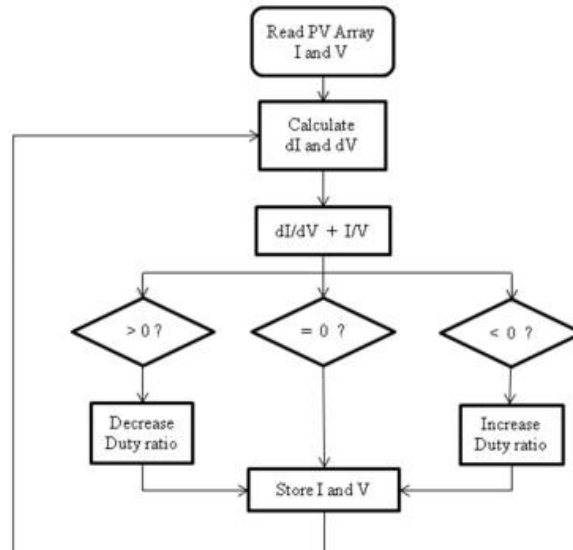 Read PV Array
I and V
Calculate
dI and dV
dI/dV + I/V
> 0 ?
= 0 ?
< 0 ?
Decrease
Duty ratio
Increase
Duty ratio
Store I and V